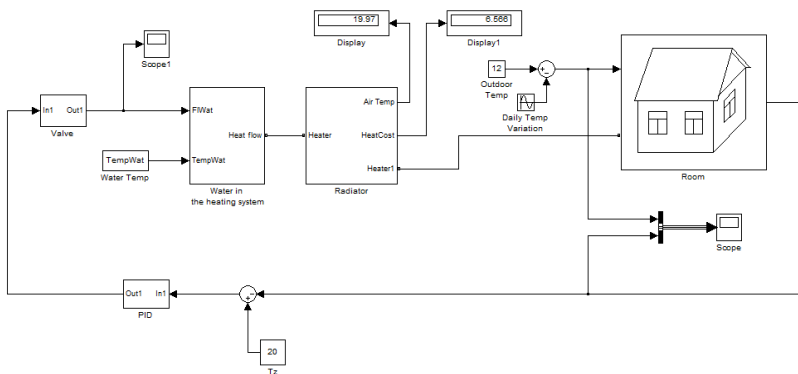 19.97
6.566
Display
Display1
Scope1
12
Outdoor
Temp
Daily Temp
Variation
In1
Out1
Valve
FlWat
Heat flow
TempWat
Water in
the heating system
TempWat
Water Temp
Air Temp
Heater
HeatCost
Heater1
Radiator
Room
Scope
Out1
In1
PID
20
Tz